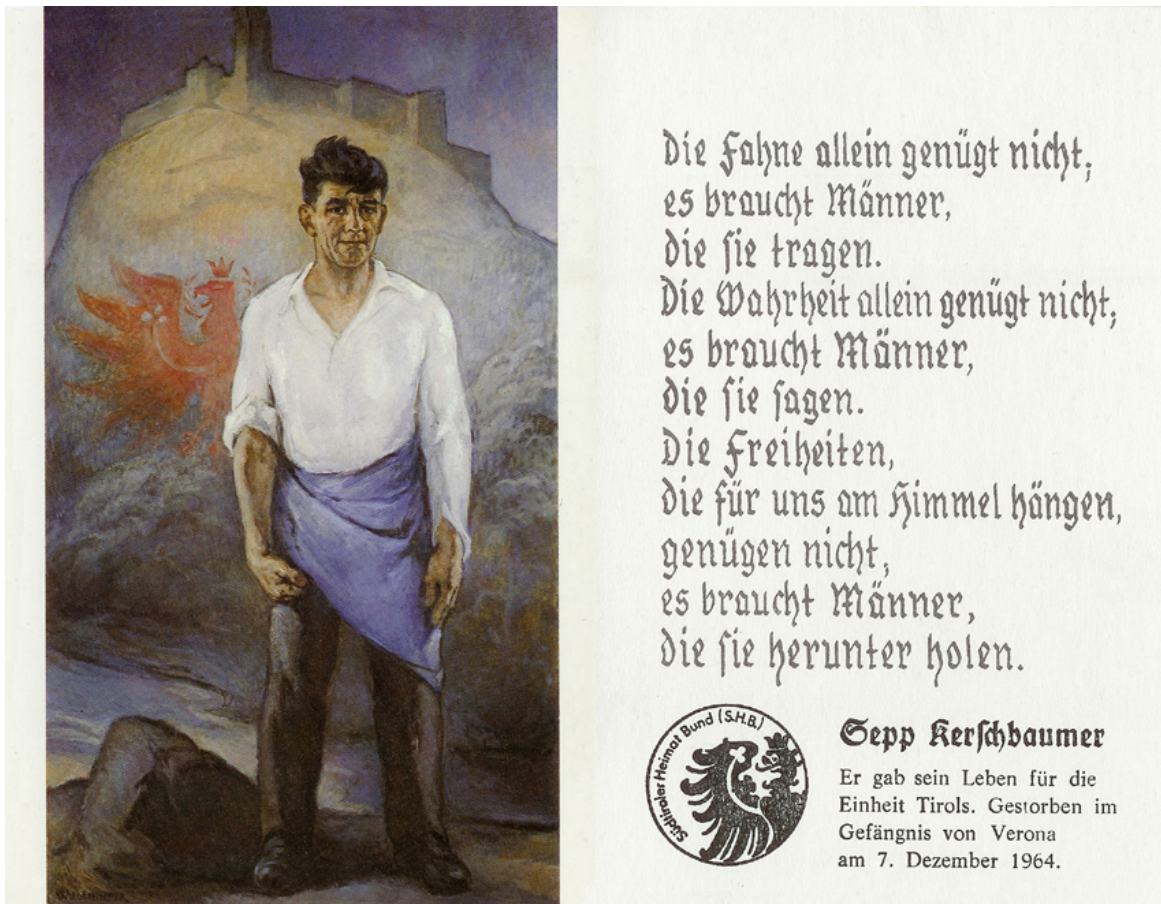 Die Fahne allein genügt nicht,
es braucht Männer,
die sie tragen.
Die Wahrheit allein genügt nicht,
es braucht Männer,
die sie sagen.
Die Freiheiten,
die für uns am Himmel hängen,
genügen nicht,
es braucht Männer,
die sie herunter holen.
Südtiroler Heimat Bund (S.H.B.)
Sepp Kerschbaumer
Er gab sein Leben für die
Einheit Tirols. Gestorben im
Gefängnis von Verona
am 7. Dezember 1964.